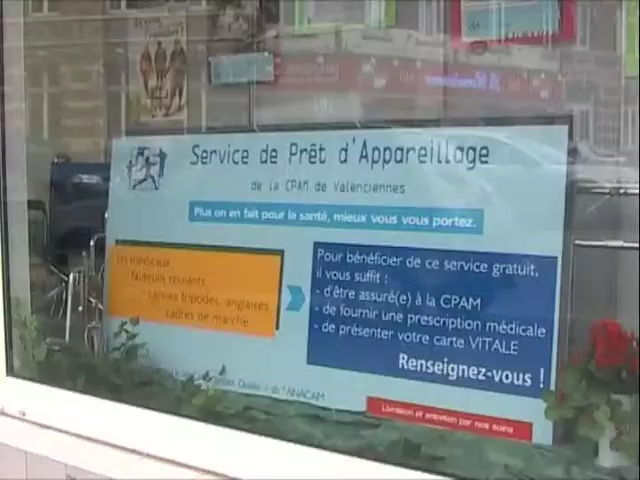 Service de Prêt d'Appareillage
de la CPAM de Valenciennes
Plus on en fait pour la santé, mieux vous vous portez.
Lits médicaux
fauteuils roulants
- cannes tripodes, anglaises
cadres de marche
Pour bénéficier de ce service gratuit,
il vous suffit :
- d'être assuré(e) à la CPAM
- de fournir une prescription médicale
- de présenter votre carte VITALE
Renseignez-vous !
de l'ANACAM
Livraison et entretien par nos soins